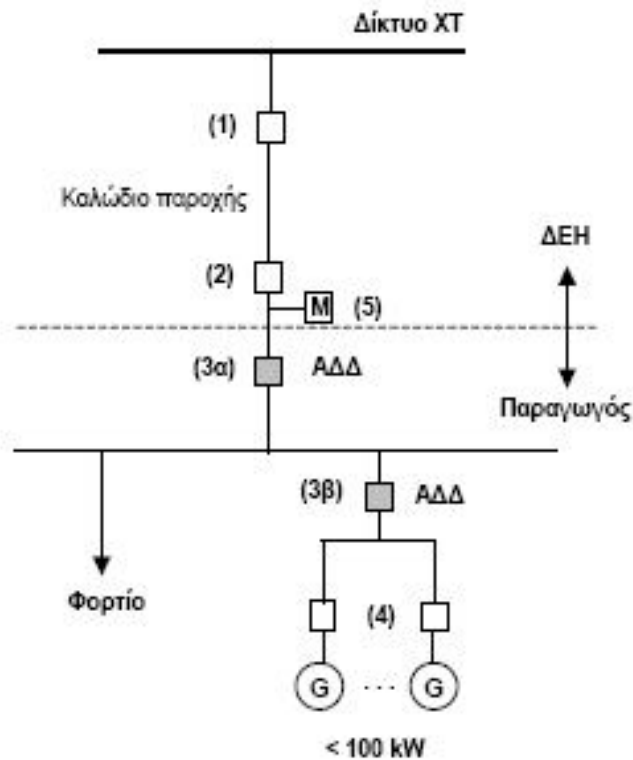 Δίκτυο ΧΤ
(1)
Καλώδιο παροχής
ΔΕΗ
(2)
M (5)
(3α) ΑΔΔ
Παραγωγός
(3β) ΑΔΔ
Φορτίο
(4)
G ... G
< 100 kW